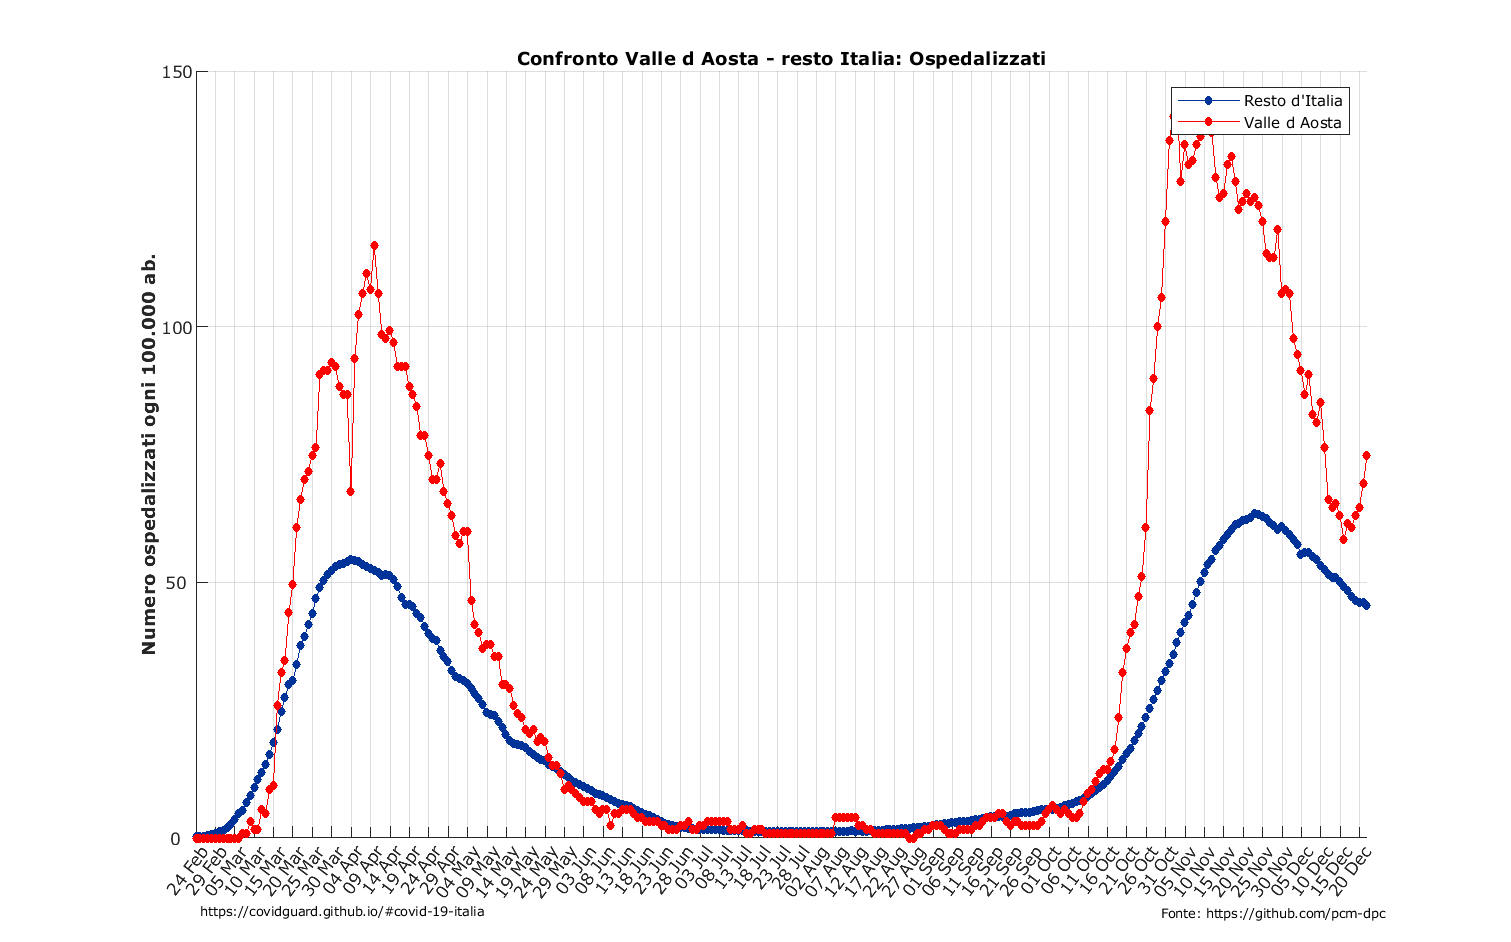 Confronto Valle d Aosta - resto Italia: Ospedalizzati
Numero ospedalizzati ogni 100.000 ab.
150
100
50
0
Resto d'Italia
Valle d Aosta
24 Feb
29 Feb
05 Mar
10 Mar
15 Mar
20 Mar
25 Mar
30 Mar
04 Apr
09 Apr
14 Apr
19 Apr
24 Apr
29 Apr
04 May
09 May
14 May
19 May
24 May
29 May
03 Jun
08 Jun
13 Jun
18 Jun
23 Jun
28 Jun
03 Jul
08 Jul
13 Jul
18 Jul
23 Jul
28 Jul
02 Aug
07 Aug
12 Aug
17 Aug
22 Aug
27 Aug
01 Sep
06 Sep
11 Sep
16 Sep
21 Sep
26 Sep
01 Oct
06 Oct
11 Oct
16 Oct
21 Oct
26 Oct
31 Oct
05 Nov
10 Nov
15 Nov
20 Nov
25 Nov
30 Nov
05 Dec
10 Dec
15 Dec
20 Dec
https://covidguard.github.io/#covid-19-italia
Fonte: https://github.com/pcm-dpc